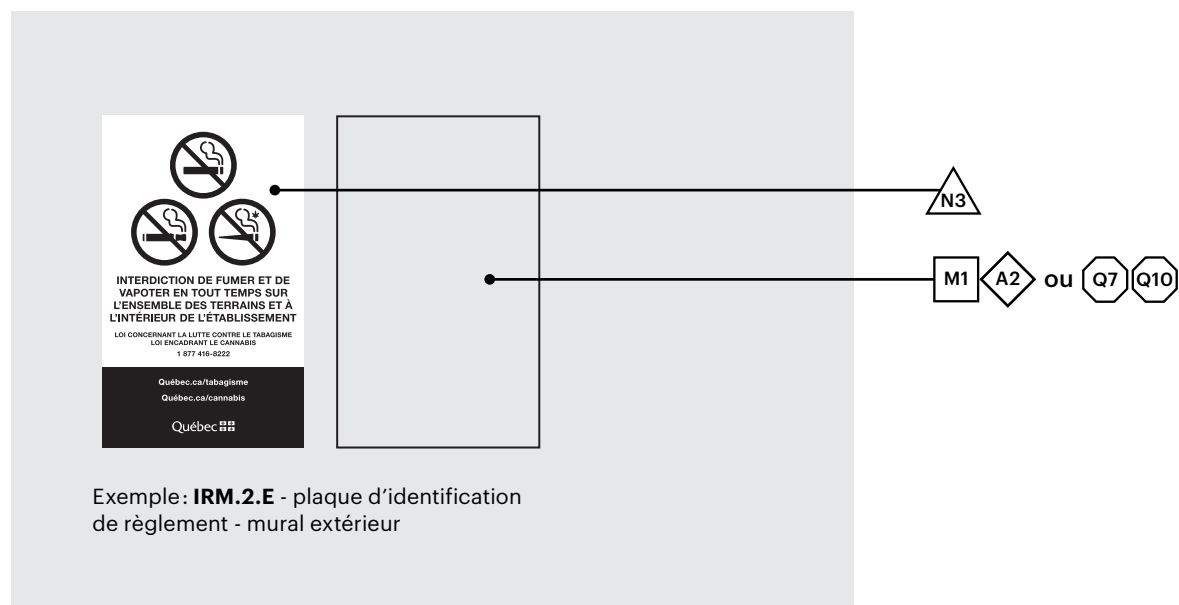 INTERDICTION DE FUMER ET DE
VAPOTER EN TOUT TEMPS SUR
L'ENSEMBLE DES TERRAINS ET À
L'INTÉRIEUR DE L'ÉTABLISSEMENT
LOI CONCERNANT LA LUTTE CONTRE LE TABAGISME
LOI ENCADRANT LE CANNABIS
1 877 416-8222
Québec.ca/tabagisme
Québec.ca/cannabis
Québec
N3
M1 A2 ou Q7 Q10
Exemple : IRM.2.E - plaque d'identification
de règlement - mural extérieur